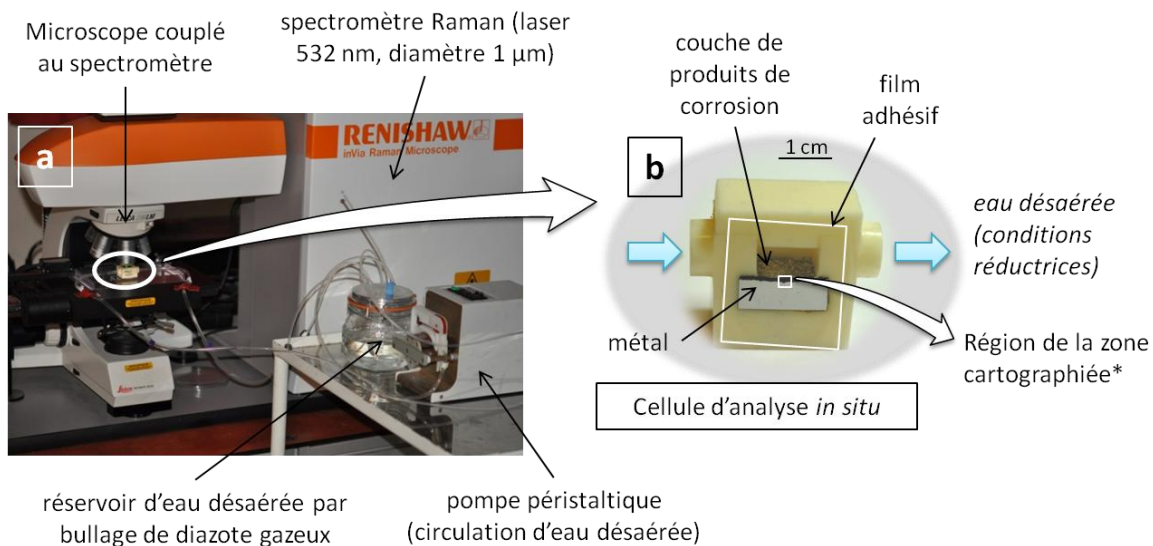 Microscope couplé
au spectromètre
spectromètre Raman (laser
532 nm, diamètre 1 µm)
couche de
produits de
corrosion
film
adhésif
a
RENISHAW
inVia Raman Microscope
b
1 cm
eau désaérée
(conditions
réductrices)
métal
Région de la zone
cartographiée*
Cellule d'analyse in situ
réservoir d'eau désaérée par
bullage de diazote gazeux
pompe péristaltique
(circulation d'eau désaérée)